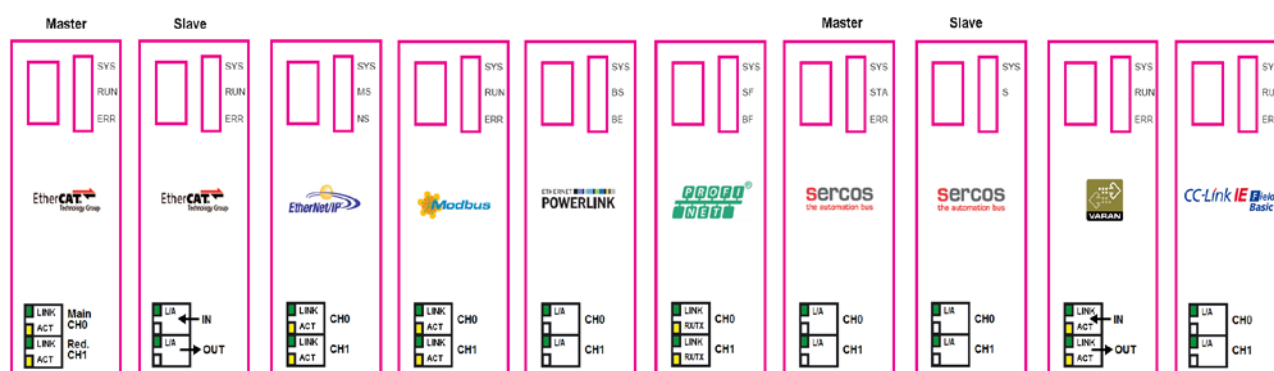 Master
Slave
Master
Slave
SYS
RUN
ERR
EtherCAT
Technology Group
LINK
ACT
Main
CH0
LINK
ACT
Red.
CH1
SYS
RUN
ERR
EtherCAT
Technology Group
L/A
IN
L/A
OUT
SYS
MS
NS
EtherNet/IP
LINK
ACT
CH0
LINK
ACT
CH1
SYS
RUN
ERR
Modbus
LINK
ACT
CH0
LINK
ACT
CH1
SYS
BS
BE
ETHERNET
POWERLINK
L/A
CH0
L/A
CH1
SYS
SF
BF
PROFI
NET
®
LINK
RX/TX
CH0
LINK
RX/TX
CH1
SYS
STA
ERR
sercos
the automation bus
L/A
CH0
L/A
CH1
SYS
S
sercos
the automation bus
L/A
CH0
L/A
CH1
SYS
RUN
ERR
VARAN
LINK
ACT
IN
LINK
ACT
OUT
SY
RU
ER
CC-Link IE Field
Basic
L/A
CH0
L/A
CH1